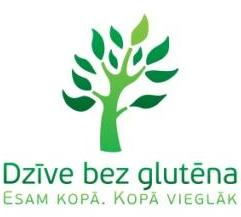 Dzīve bez glutēna
ESAM KOPĀ. KOPĀ VIEGLĀK